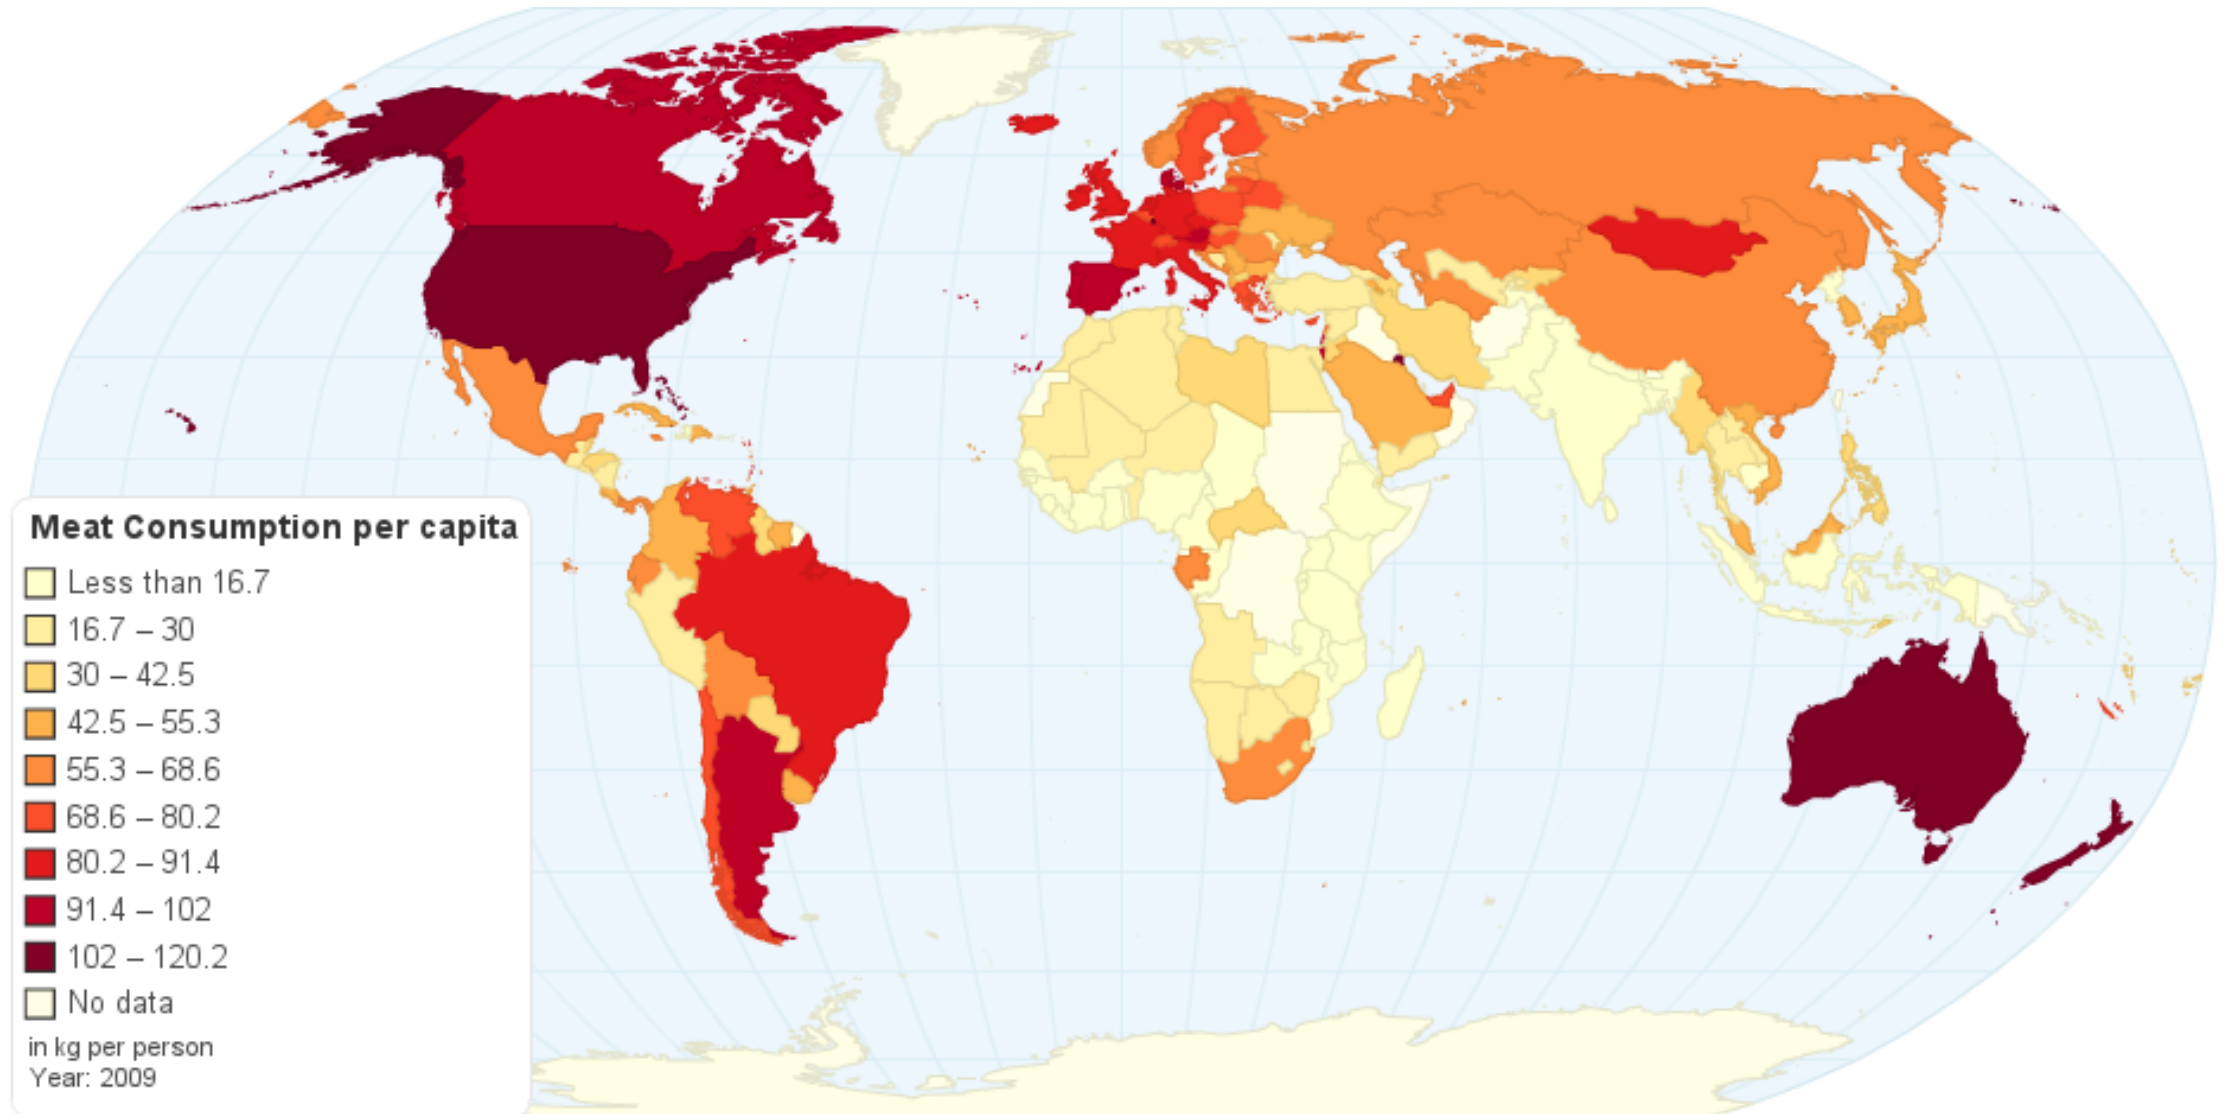 Meat Consumption per capita
Less than 16.7
16.7 – 30
30 – 42.5
42.5 – 55.3
55.3 – 68.6
68.6 – 80.2
80.2 – 91.4
91.4 – 102
102 – 120.2
No data
in kg per person
Year: 2009